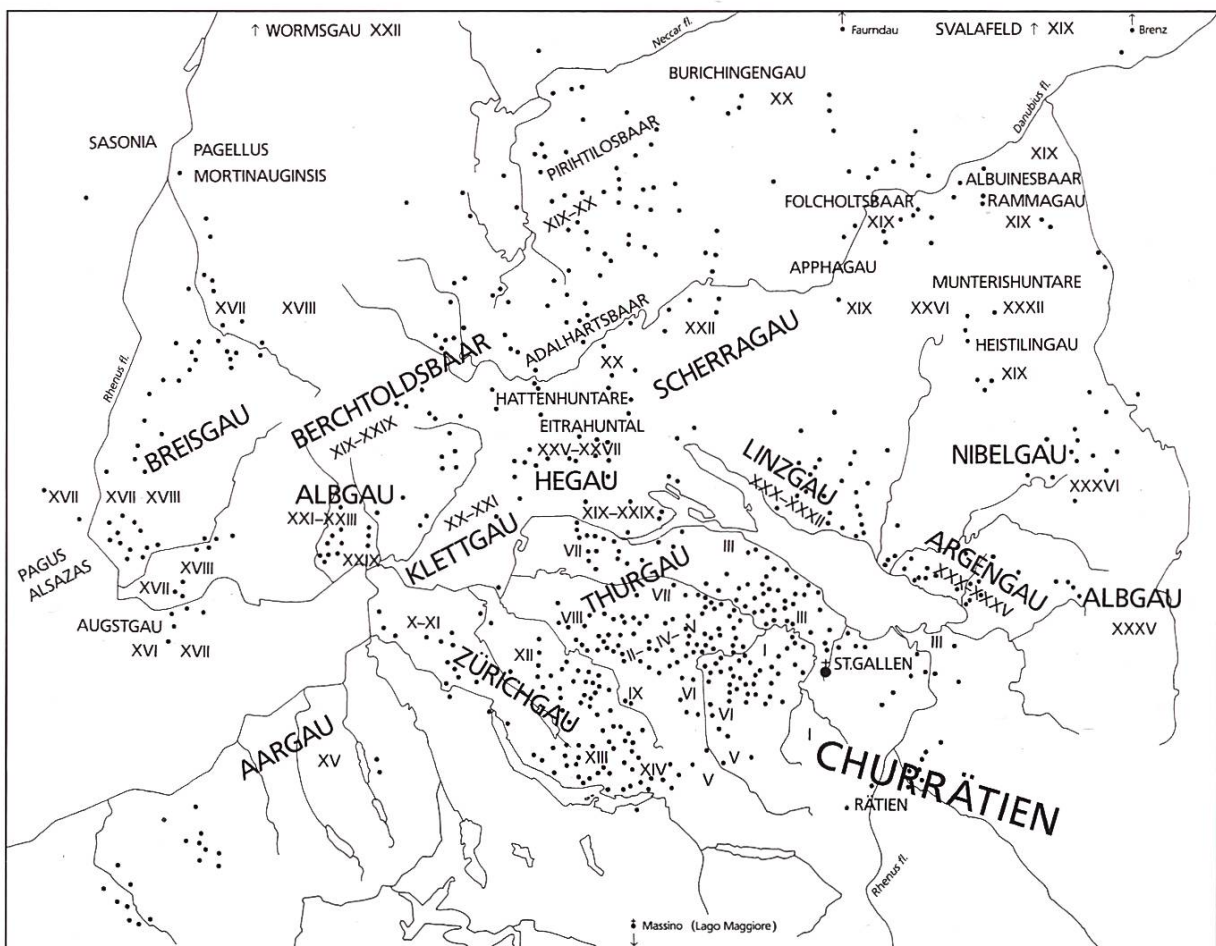 ↑ WORMSGAU XXII
Neccar fl.
↑
Faurndau
SVALAFELD ↑ XIX
↑
Brenz
BURICHINGENGAU
XX
Danubius fl.
SASONIA
PAGELLUS
MORTINAUGINSIS
PIRIHTILOSBAAR
XIX–XX
XIX
ALBUINESBAAR
FOLCHOLTSBAAR
XIX
RAMMAGAU
XIX
APPHAGAU
MUNTERISHUNTARE
XVII
XVIII
ADALHARTSBAAR
XXII
XIX
XXVI
XXXII
Rhenus fl.
BERCHTOLDSBAAR
XIX–XXIX
XX
SCHERRAGAU
HEISTILINGAU
XIX
HATTENHUNTARE
BREISGAU
EITRAHUNTAL
XXV–XXVII
HEGAU
LINZGAU
XXX–XXXII
NIBELGAU
XXXVI
XVII
XVII XVIII
ALBGAU
XXI–XXIII
XX–XXI
XIX–XXIX
KLETTGAU
PAGUS
ALSAZAS
XVIII
XVII
XXIX
VII
THURGAU
III
ARGENGAU
XXX–XXXV
VII
ALBGAU
↑
XXXV
AUGSTGAU
XVI
XVII
X–XI
VIII
III
III
II– IV– V
I
XII
ZÜRICHGAU
ST.GALLEN
IX
VI
VI
I
AARGAU
XV
XIII
XIV
V
V
CHURRÄTIEN
RÄTIEN
Rhenus fl.
Massino (Lago Maggiore)
↓